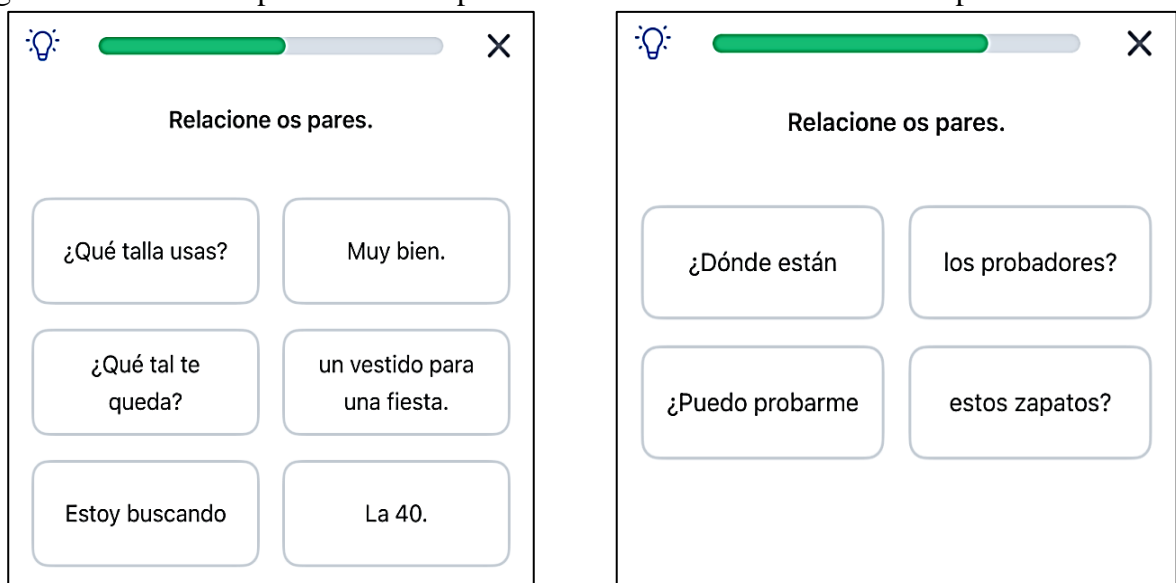 Relacione os pares.
¿Qué talla usas?
Muy bien.
¿Qué tal te
queda?
un vestido para
una fiesta.
Estoy buscando
La 40.
Relacione os pares.
¿Dónde están
los probadores?
¿Puedo probarme
estos zapatos?